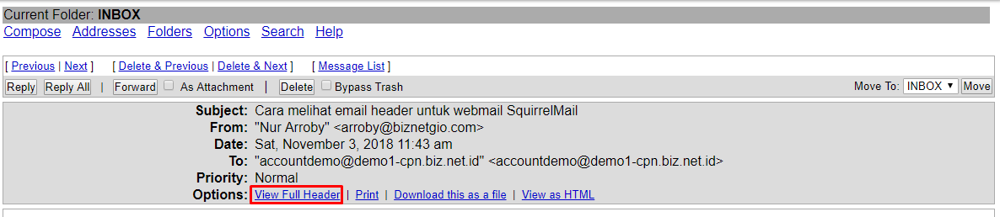 Current Folder: INBOX
Compose Addresses Folders Options Search Help
[ Previous | Next ] [ Delete & Previous | Delete & Next ] [ Message List ]
Reply Reply All | Forward As Attachment | Delete Bypass Trash Move To: INBOX Move
Subject: Cara melihat email header untuk webmail SquirrelMail
From: "Nur Arroby" <arroby@biznetgio.com>
Date: Sat, November 3, 2018 11:43 am
To: "accountdemo@demo1-cpn.biz.net.id" <accountdemo@demo1-cpn.biz.net.id>
Priority: Normal
Options: View Full Header | Print | Download this as a file | View as HTML